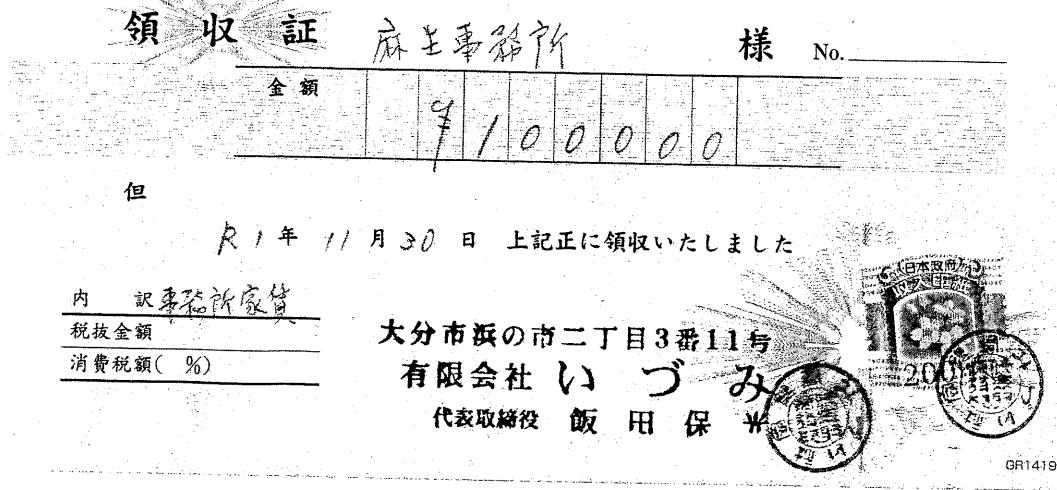 領収証 麻生事務所 様 No.
金額 ¥100000
但
R1年11月30日 上記正に領収いたしました
内訳 事務所家賃
税抜金額
消費税額( %)
大分市浜の市二丁目3番11号
有限会社 いづみ
代表取締役 飯田保
日本政府
200
GR1419